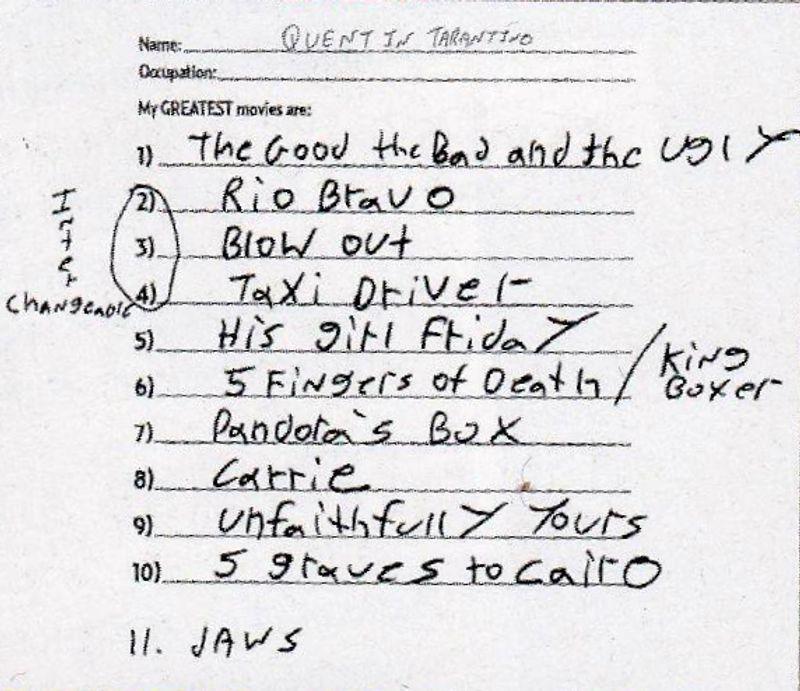 Name: QUENTIN TARANTINO
Occupation:
My GREATEST movies are:
1) The Good the Bad and the Ugly
2) Rio Bravo
3) Blow out
4) Taxi Driver
Interchangeable
5) His girl Friday
6) 5 Fingers of Death / King Boxer
7) Pandora's Box
8) Carrie
9) Unfaithfully Yours
10) 5 graves to Cairo
11. JAWS